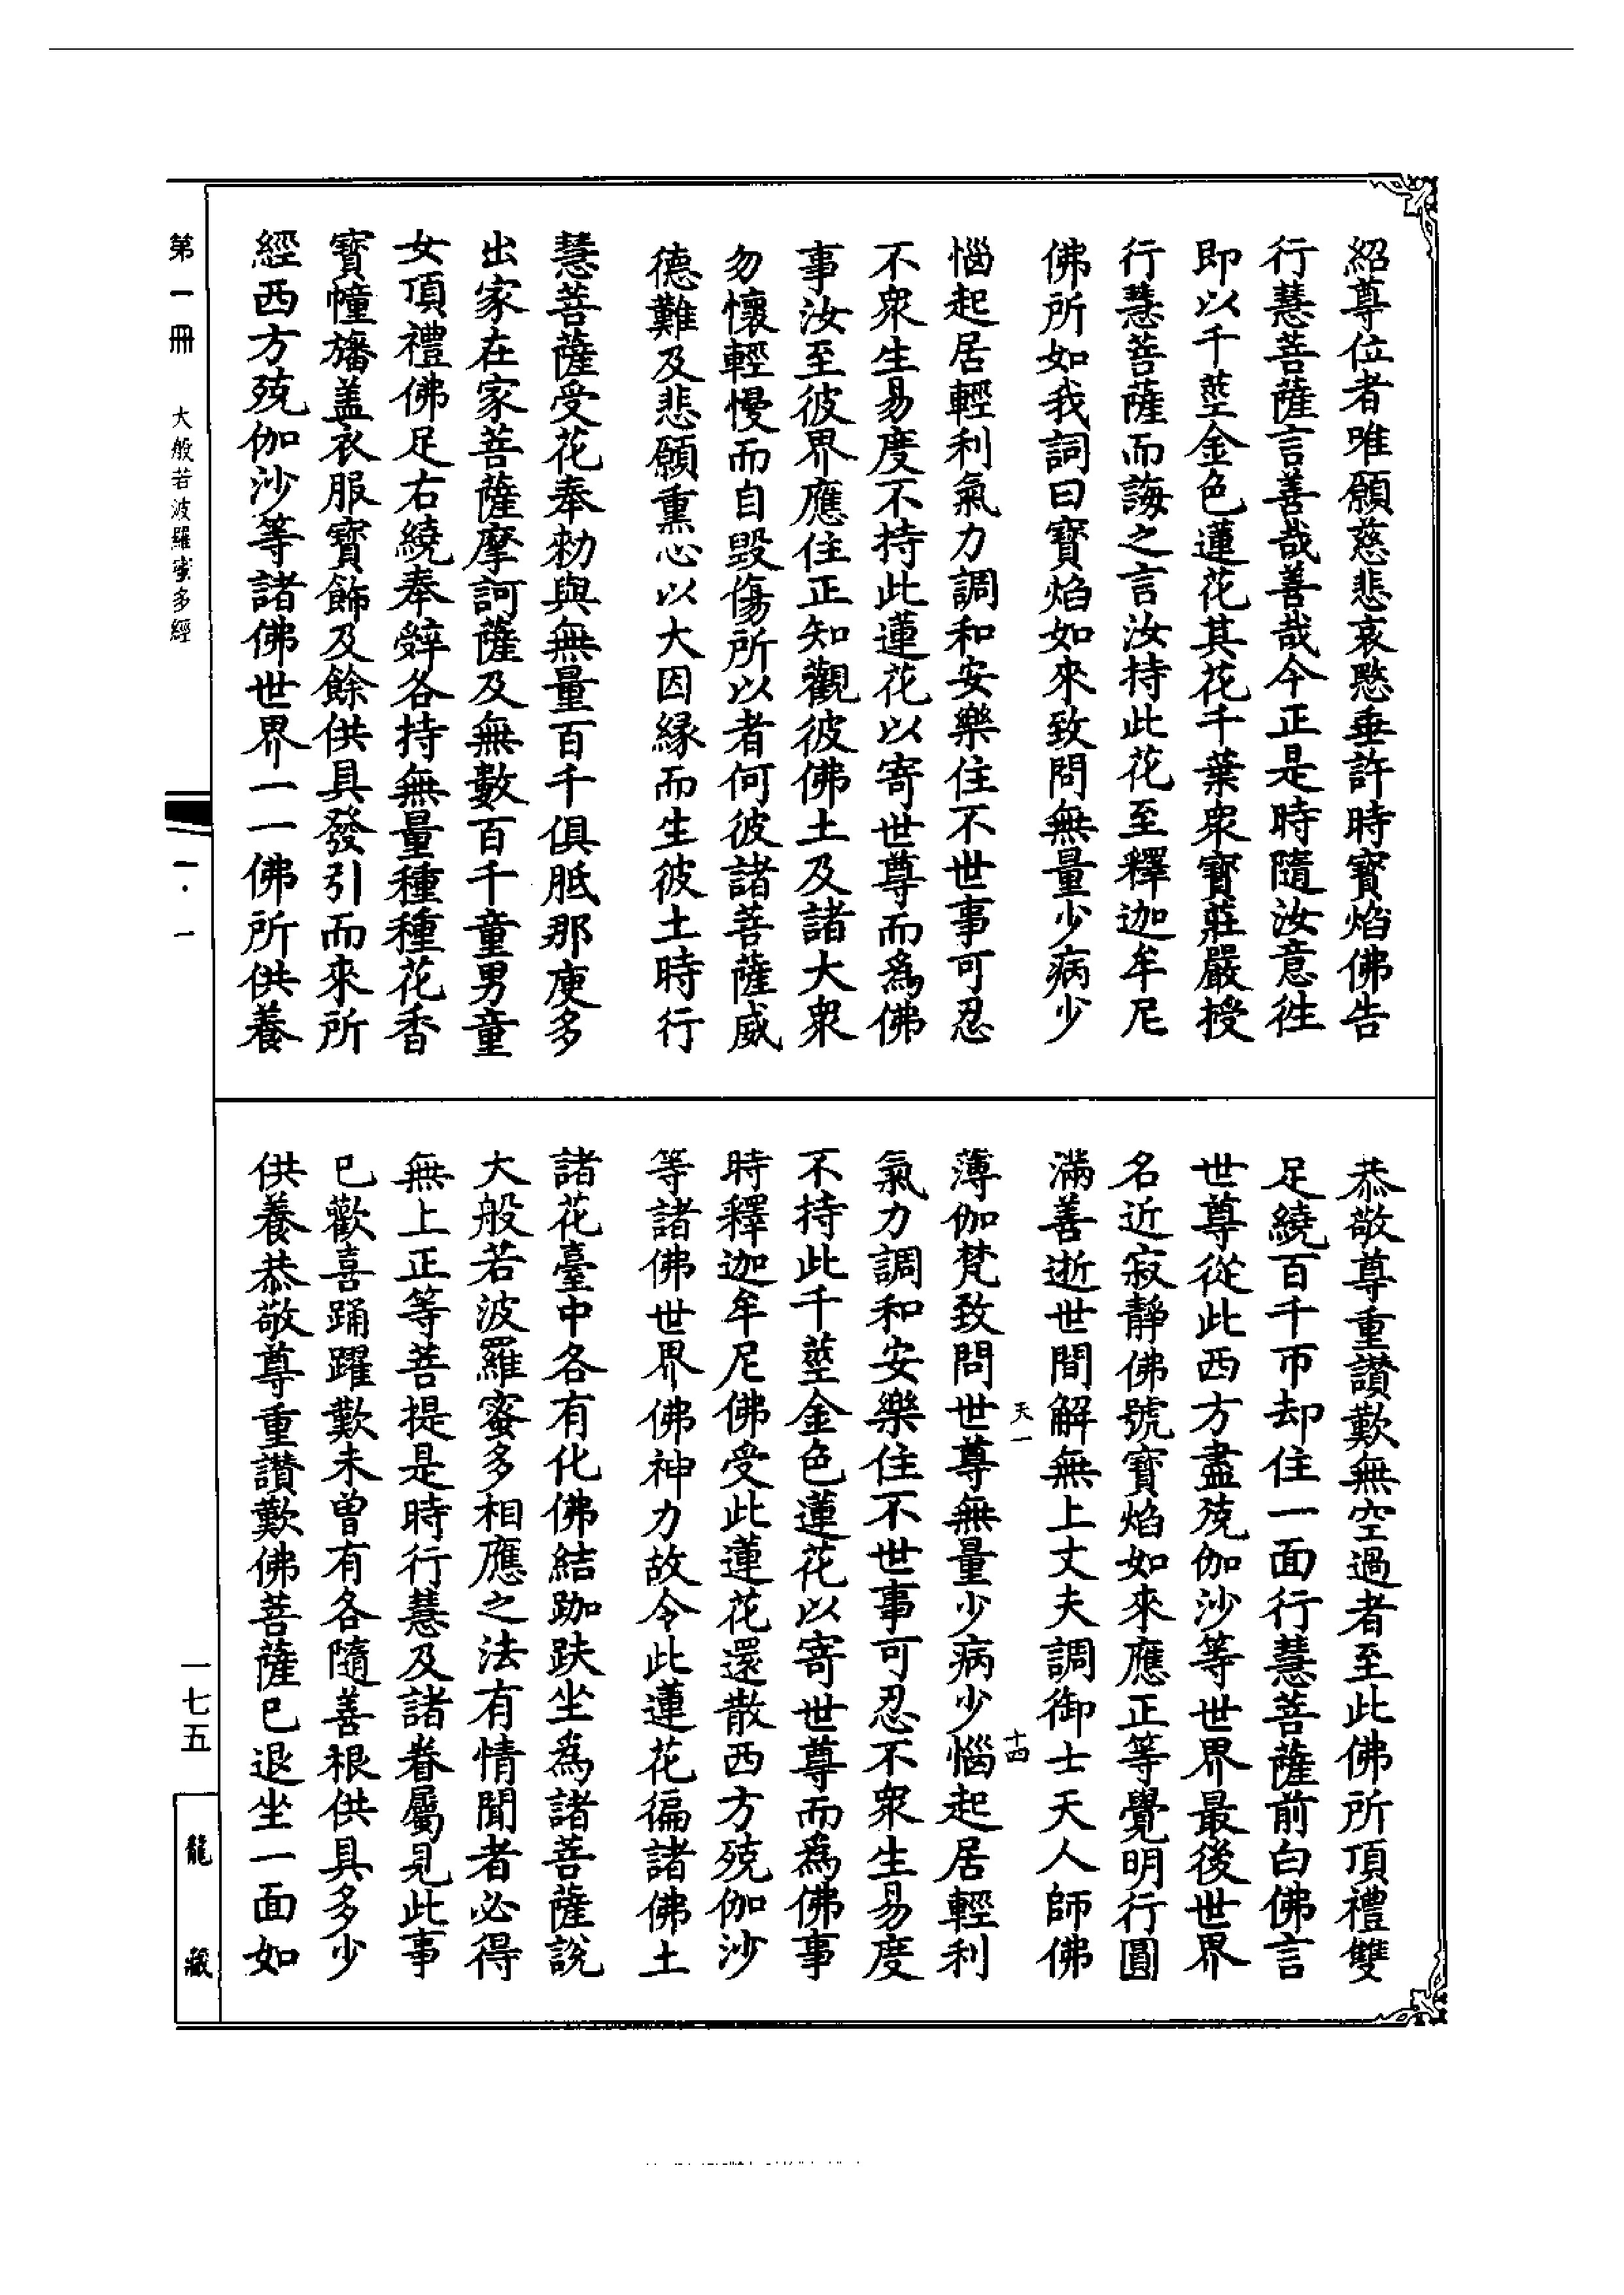 紹尊位者唯願慈悲哀愍垂許時寶焰佛告
行慧菩薩言善哉善哉今正是時隨汝意往
即以千莖金色蓮花其花千葉衆寶莊嚴授
行慧菩薩而誨之言汝持此花至釋迦牟尼
佛所如我詞曰寶焰如來致問無量少病少
惱起居輕利氣力調和安樂住不世事可忍
不衆生易度不持此蓮花以寄世尊而爲佛
事汝至彼界應住正知觀彼佛土及諸大衆
勿懷輕慢而自毀傷所以者何彼諸菩薩威
德難及悲願熏心以大因緣而生彼土時行
慧菩薩受花奉勑與無量百千俱胝那庾多
出家在家菩薩摩訶薩及無數百千童男童
女頂禮佛足右繞奉辤各持無量種種花香
寶幢旛盖衣服寶飾及餘供具發引而來所
經西方殑伽沙等諸佛世界一一佛所供養
恭敬尊重讃歎無空過者至此佛所頂禮雙
足繞百千帀却住一面行慧菩薩前白佛言
世尊從此西方盡殑伽沙等世界最後世界
名近寂靜佛號寶焰如來應正等覺明行圓
滿善逝世間解無上丈夫調御士天人師佛
天一
十四
薄伽梵致問世尊無量少病少惱起居輕利
氣力調和安樂住不世事可忍不衆生易度
不持此千莖金色蓮花以寄世尊而爲佛事
時釋迦牟尼佛受此蓮花還散西方殑伽沙
等諸佛世界佛神力故令此蓮花徧諸佛土
諸花臺中各有化佛結跏趺坐爲諸菩薩說
大般若波羅蜜多相應之法有情聞者必得
無上正等菩提是時行慧及諸眷屬見此事
已歡喜踊躍歎未曾有各隨善根供具多少
供養恭敬尊重讃歎佛菩薩已退坐一面如
第一冊
大般若波羅蜜多經
一·一
一七五
龍藏